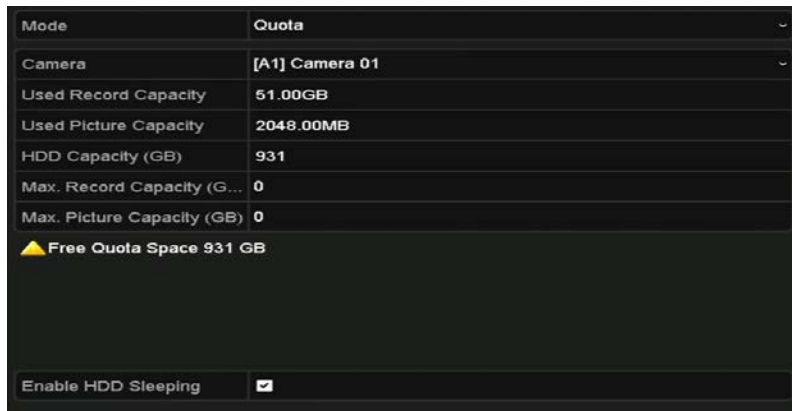 Mode Quota
Camera [A1] Camera 01
Used Record Capacity 51.00GB
Used Picture Capacity 2048.00MB
HDD Capacity (GB) 931
Max. Record Capacity (G... 0
Max. Picture Capacity (GB) 0
Free Quota Space 931 GB
Enable HDD Sleeping